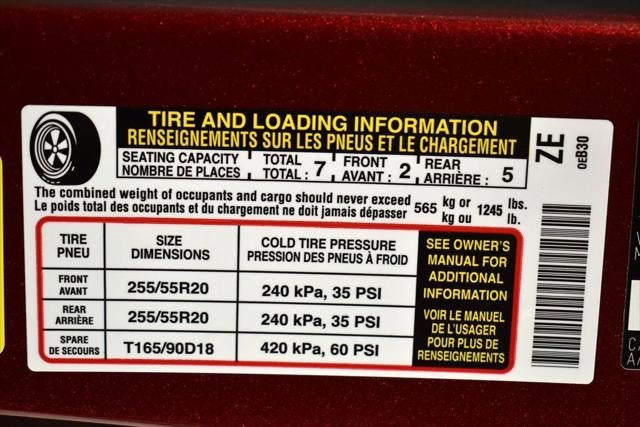 TIRE AND LOADING INFORMATION
RENSEIGNEMENTS SUR LES PNEUS ET LE CHARGEMENT
SEATING CAPACITY TOTAL FRONT REAR
NOMBRE DE PLACES TOTAL : 7 AVANT : 2 ARRIÈRE : 5
The combined weight of occupants and cargo should never exceed 565 kg or 1245 lbs.
Le poids total des occupants et du chargement ne doit jamais dépasser kg ou lb.
TIRE
PNEU
SIZE
DIMENSIONS
COLD TIRE PRESSURE
PRESSION DES PNEUS À FROID
FRONT
AVANT
255/55R20
240 kPa, 35 PSI
REAR
ARRIÈRE
255/55R20
240 kPa, 35 PSI
SPARE
DE SECOURS
T165/90D18
420 kPa, 60 PSI
SEE OWNER'S
MANUAL FOR
ADDITIONAL
INFORMATION
VOIR LE MANUEL
DE L'USAGER
POUR PLUS DE
RENSEIGNEMENTS
ZE
0EB30